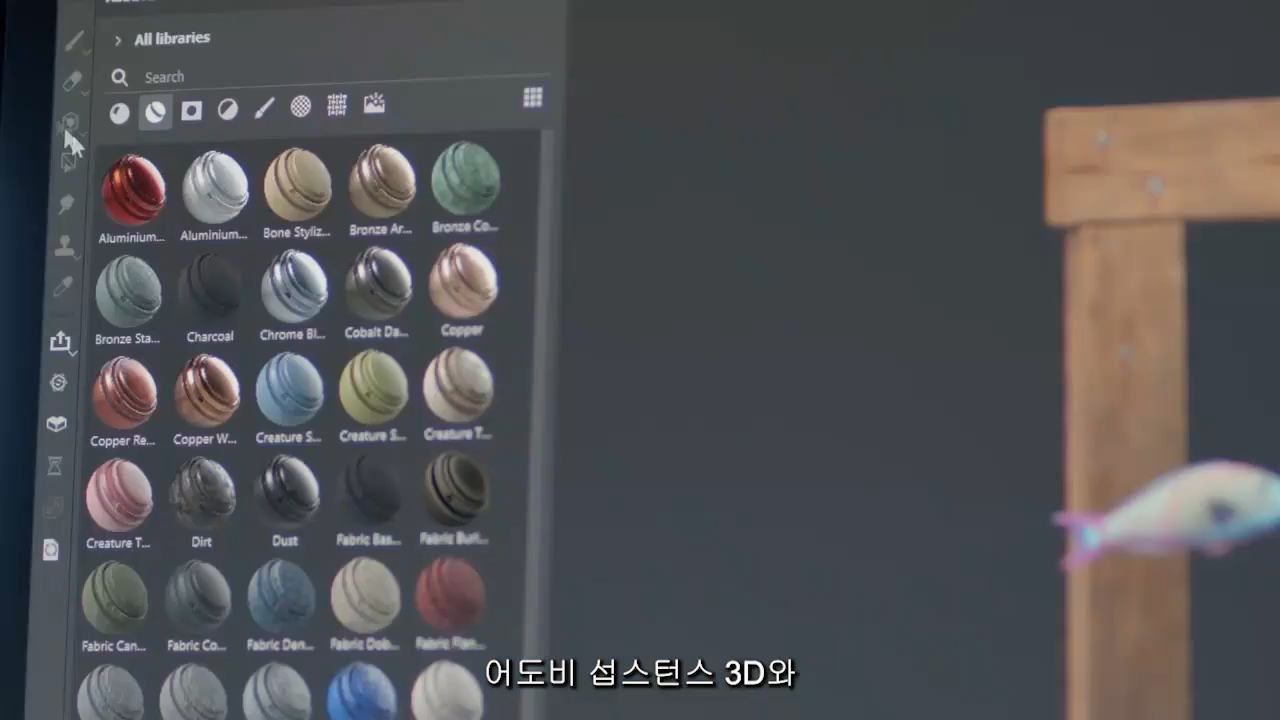 All libraries
Search
Aluminium...
Aluminium...
Bone Styliz...
Bronze Ar...
Bronze Co...
Bronze Sta...
Charcoal
Chrome Bl...
Cobalt Da...
Copper
Copper Re...
Copper W...
Creature S...
Creature S...
Creature T...
Creature T...
Dirt
Dust
Fabric Bas...
Fabric Burl...
Fabric Can...
Fabric Co...
Fabric Den...
Fabric Dob...
Fabric Flan...
어도비 섭스턴스 3D와